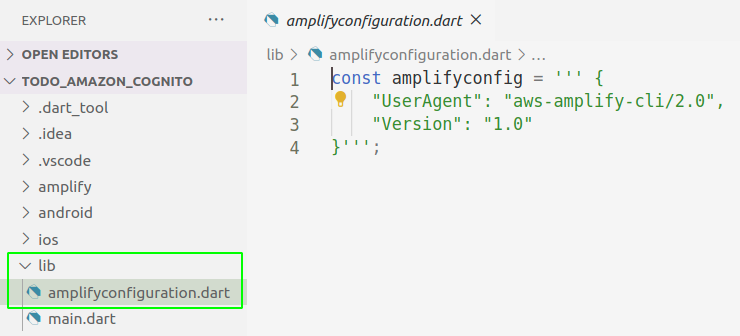 EXPLORER
OPEN EDITORS
TODO_AMAZON_COGNITO
.dart_tool
.idea
.vscode
amplify
android
ios
lib
amplifyconfiguration.dart
main.dart
amplifyconfiguration.dart
lib > amplifyconfiguration.dart > ...
1 const amplifyconfig = ''' {
2 "UserAgent": "aws-amplify-cli/2.0",
3 "Version": "1.0"
4 }''';